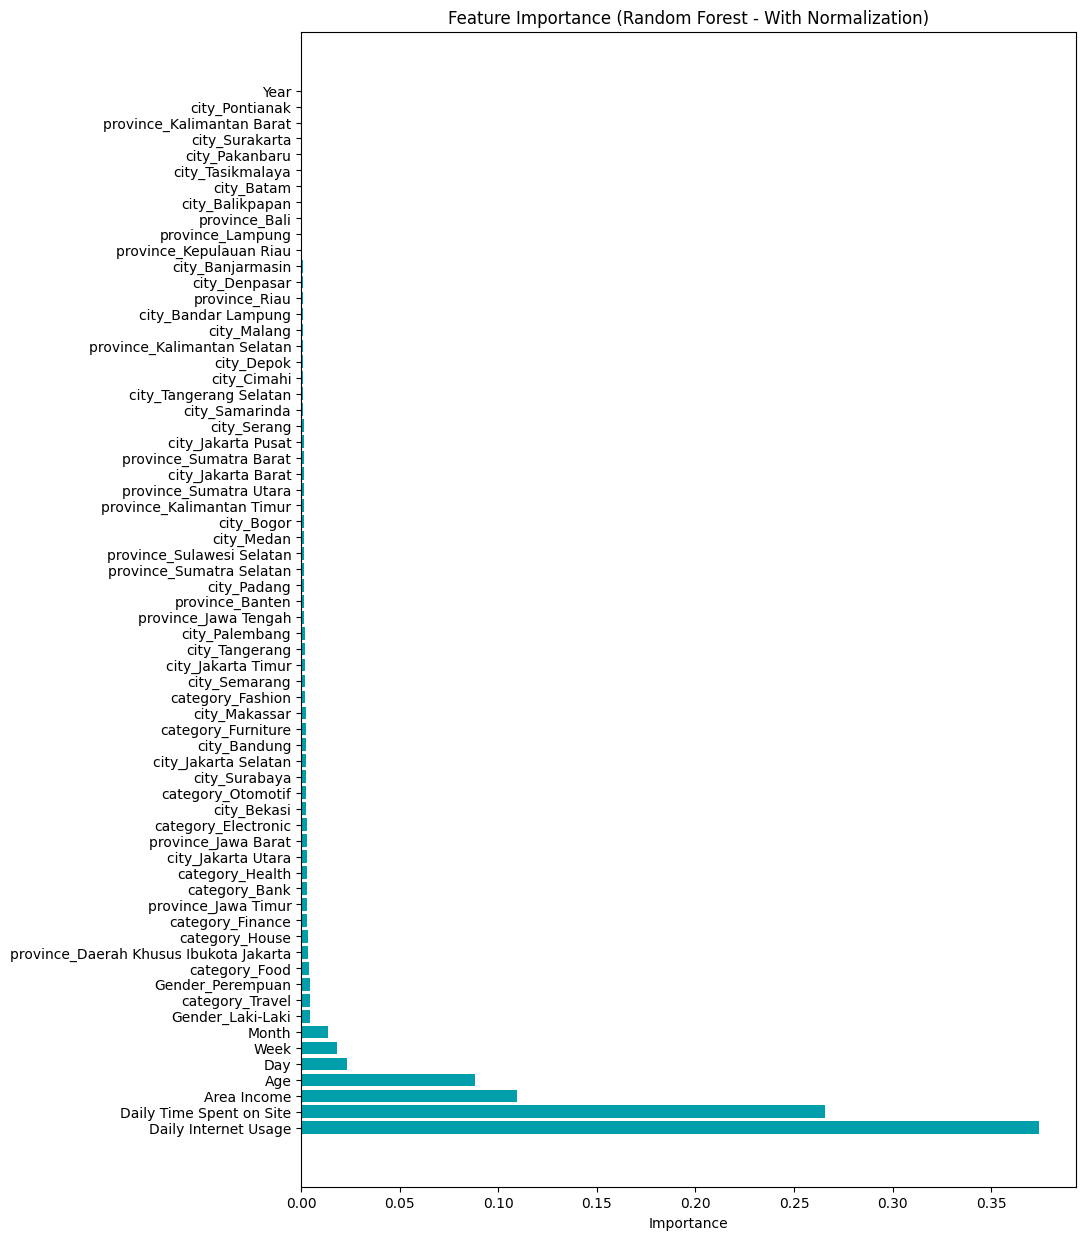 Feature Importance (Random Forest - With Normalization)
Year
city_Pontianak
province_Kalimantan Barat
city_Surakarta
city_Pakanbaru
city_Tasikmalaya
city_Batam
city_Balikpapan
province_Bali
province_Lampung
province_Kepulauan Riau
city_Banjarmasin
city_Denpasar
province_Riau
city_Bandar Lampung
city_Malang
province_Kalimantan Selatan
city_Depok
city_Cimahi
city_Tangerang Selatan
city_Samarinda
city_Serang
city_Jakarta Pusat
province_Sumatra Barat
city_Jakarta Barat
province_Sumatra Utara
province_Kalimantan Timur
city_Bogor
city_Medan
province_Sulawesi Selatan
province_Sumatra Selatan
city_Padang
province_Banten
province_Jawa Tengah
city_Palembang
city_Tangerang
city_Jakarta Timur
city_Semarang
category_Fashion
city_Makassar
category_Furniture
city_Bandung
city_Jakarta Selatan
city_Surabaya
category_Otomotif
city_Bekasi
category_Electronic
province_Jawa Barat
city_Jakarta Utara
category_Health
category_Bank
province_Jawa Timur
category_Finance
category_House
province_Daerah Khusus Ibukota Jakarta
category_Food
Gender_Perempuan
category_Travel
Gender_Laki-Laki
Month
Week
Day
Age
Area Income
Daily Time Spent on Site
Daily Internet Usage
0.00 0.05 0.10 0.15 0.20 0.25 0.30 0.35
Importance